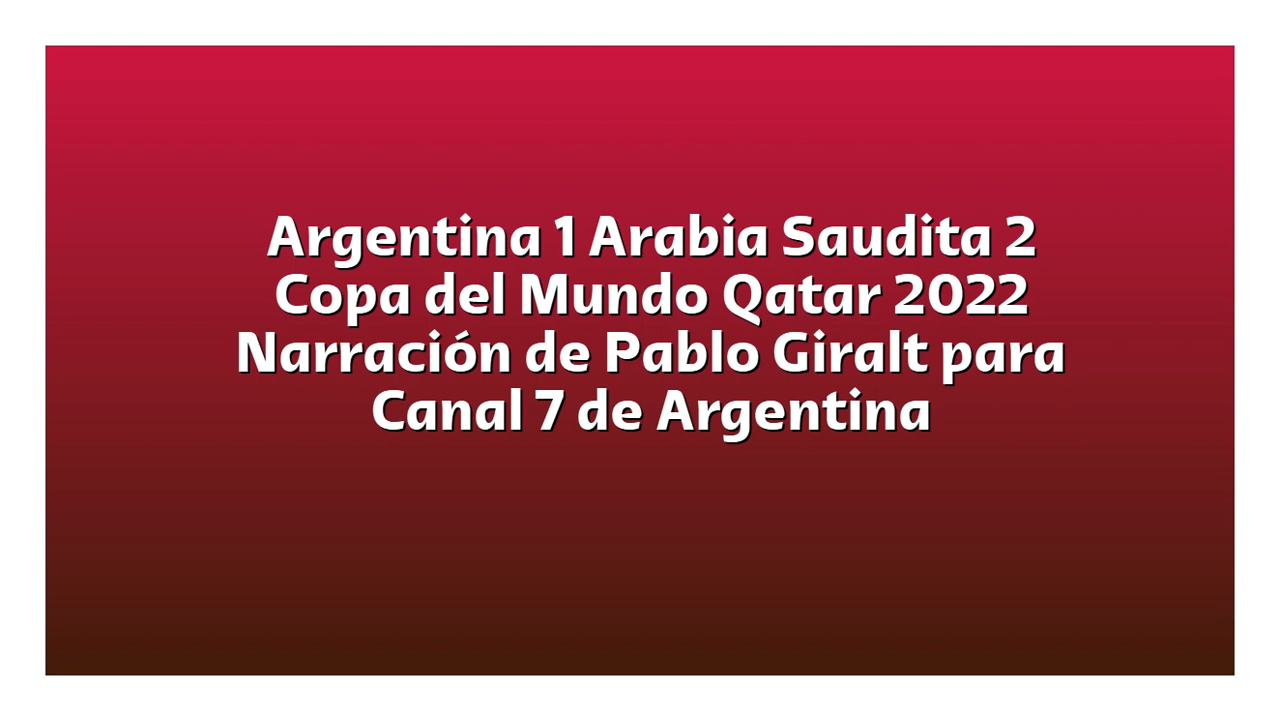 Argentina 1 Arabia Saudita 2
Copa del Mundo Qatar 2022
Narración de Pablo Giralt para
Canal 7 de Argentina